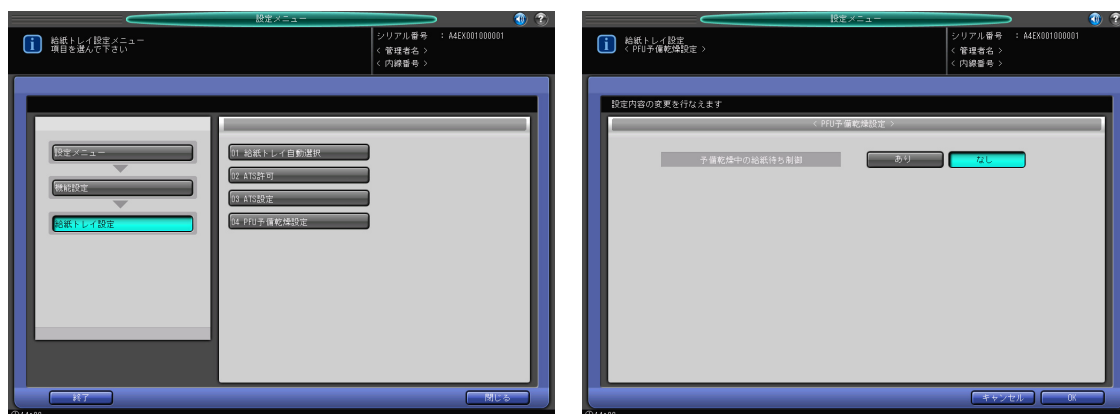 設定メニュー
給紙トレイ設定メニュー
項目を選んで下さい
シリアル番号 : A4EX001000001
< 管理者名 >
< 内線番号 >
設定メニュー
機能設定
給紙トレイ設定
01 給紙トレイ自動選択
02 ATS許可
03 ATS設定
04 PFU予備乾燥設定
終了
閉じる
設定メニュー
給紙トレイ設定
< PFU予備乾燥設定 >
シリアル番号 : A4EX001000001
< 管理者名 >
< 内線番号 >
設定内容の変更を行なえます
< PFU予備乾燥設定 >
予備乾燥中の給紙待ち制御
あり
なし
キャンセル
OK